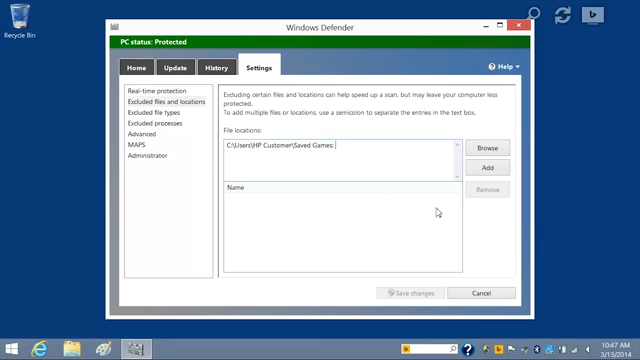 Recycle Bin
Windows Defender
PC status: Protected
Home
Update
History
Settings
Help
Real-time protection
Excluded files and locations
Excluded file types
Excluded processes
Advanced
MAPS
Administrator
Excluding certain files and locations can help speed up a scan, but may leave your computer less
protected.
To add multiple files or locations, use a semicolon to separate the entries in the text box.
File locations:
C:\Users\HP Customer\Saved Games:
Browse
Add
Name
Remove
Save changes
Cancel
10:47 AM
3/13/2014